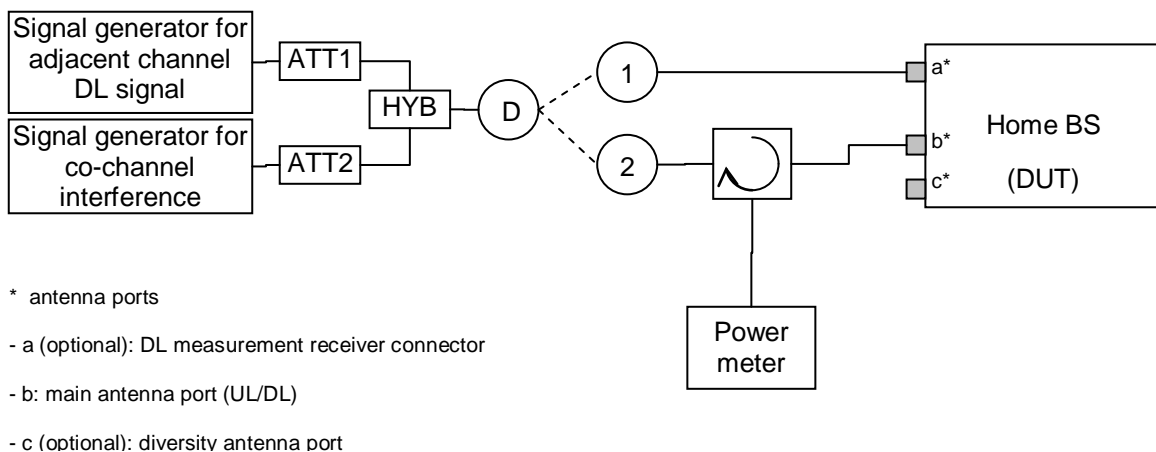 Signal generator for
adjacent channel
DL signal
ATT1
Signal generator for
co-channel
interference
ATT2
HYB
D
1
2
a*
b*
c*
Home BS
(DUT)
Power
meter
* antenna ports
- a (optional): DL measurement receiver connector
- b: main antenna port (UL/DL)
- c (optional): diversity antenna port